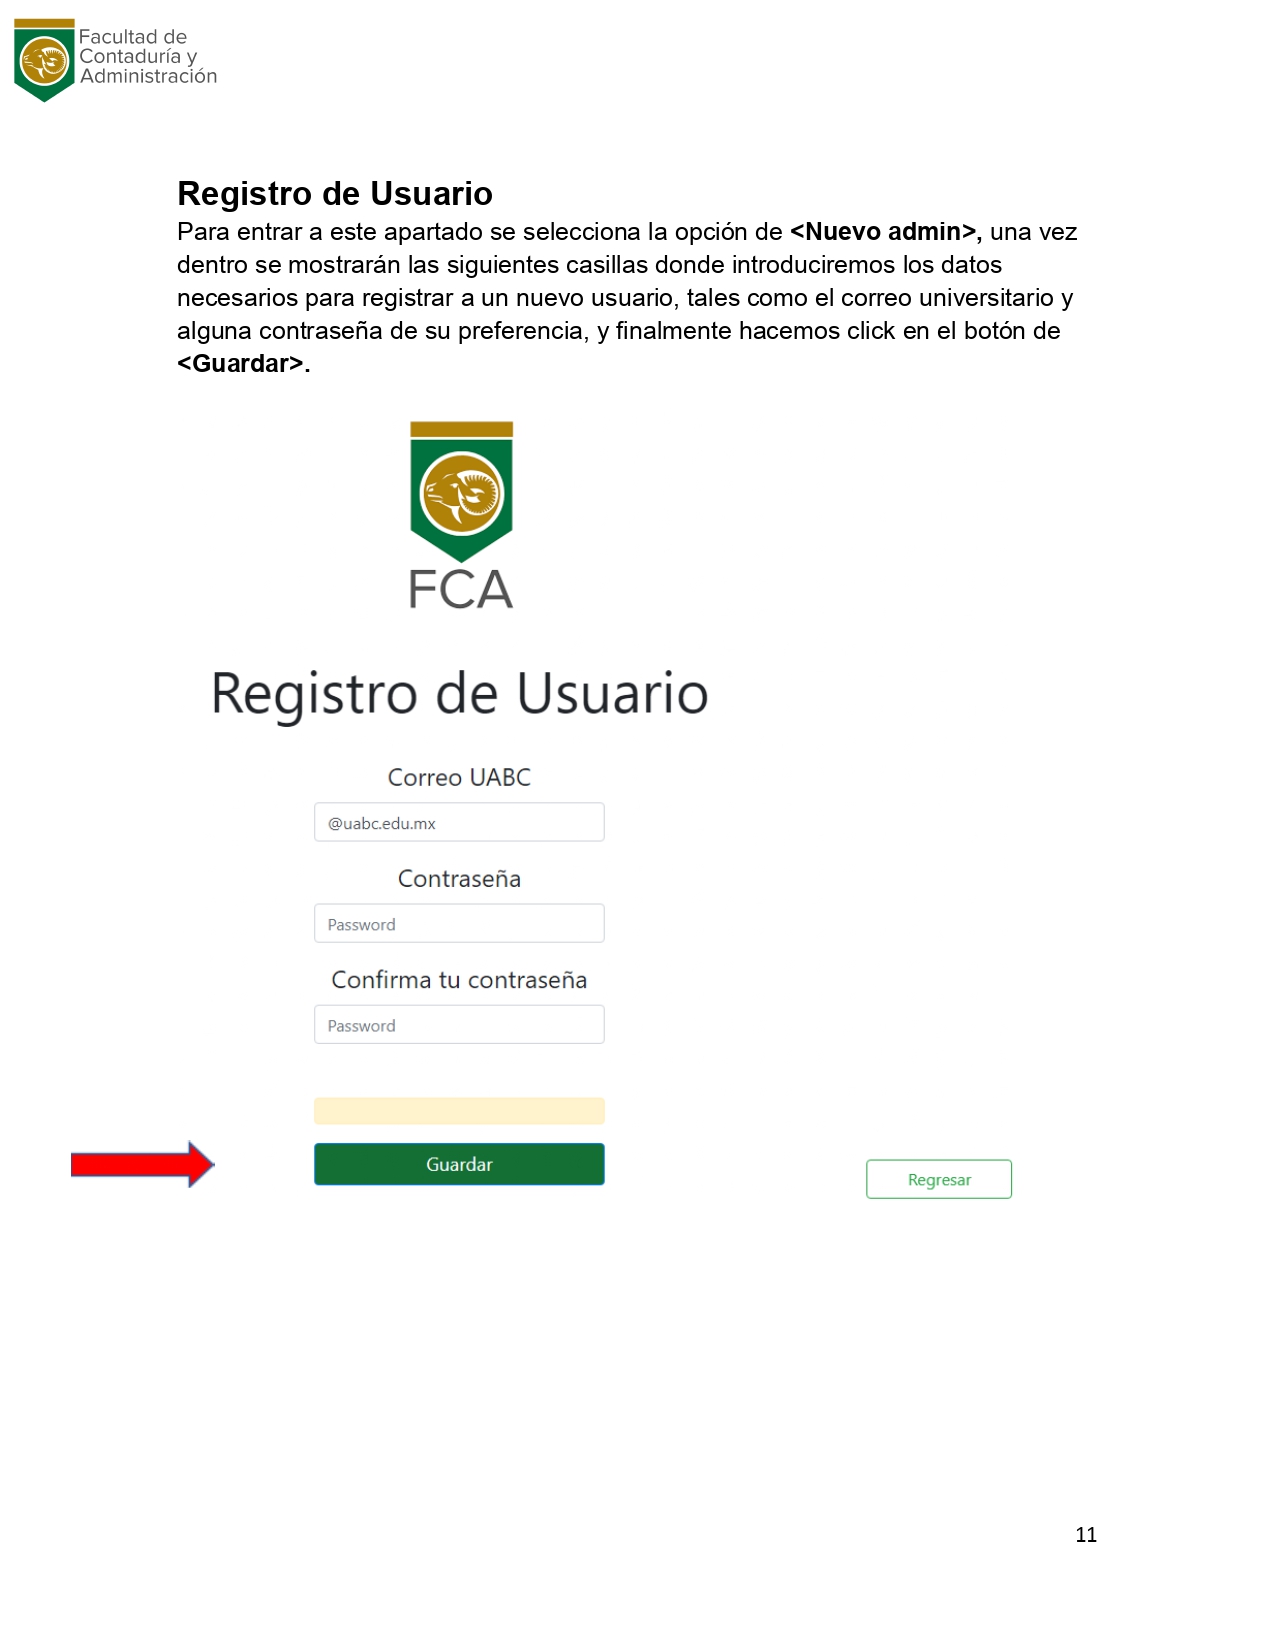 Facultad de
Contaduría y
Administración
Registro de Usuario
Para entrar a este apartado se selecciona la opción de <Nuevo admin>, una vez
dentro se mostrarán las siguientes casillas donde introduciremos los datos
necesarios para registrar a un nuevo usuario, tales como el correo universitario y
alguna contraseña de su preferencia, y finalmente hacemos click en el botón de
<Guardar>.
FCA
Registro de Usuario
Correo UABC
@uabc.edu.mx
Contraseña
Password
Confirma tu contraseña
Password
Guardar
Regresar
11